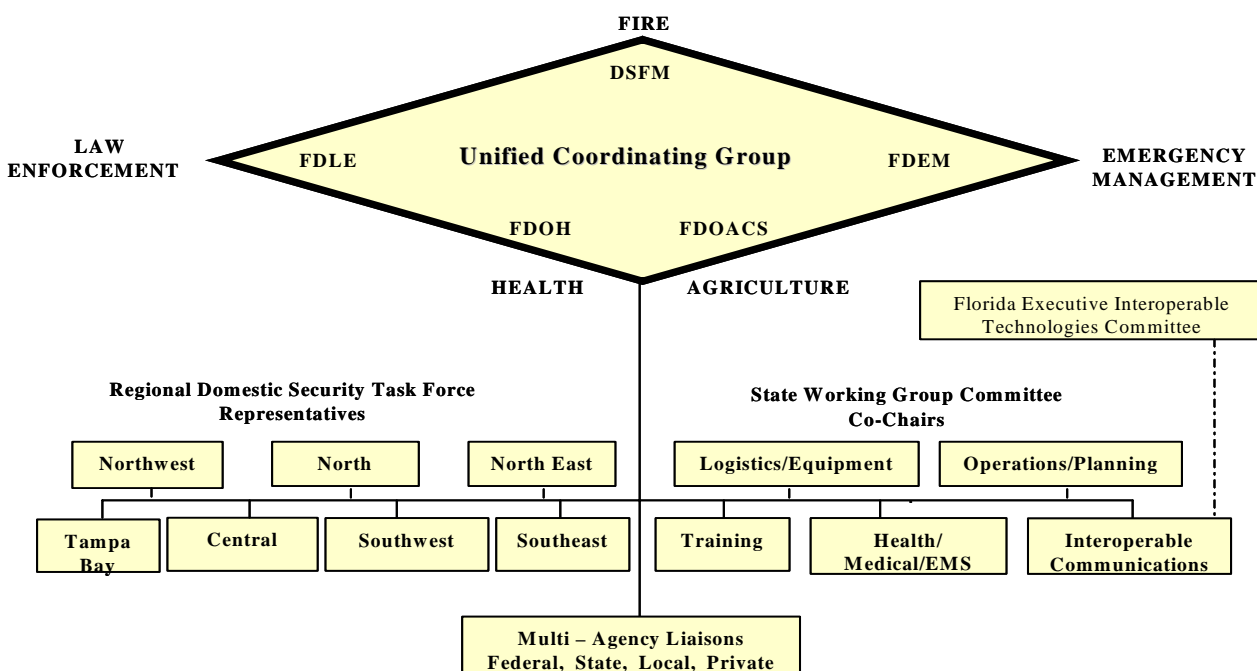 FIRE
DSFM
LAW
ENFORCEMENT
FDLE
Unified Coordinating Group
FDEM
EMERGENCY
MANAGEMENT
FDOH
FDOACS
HEALTH
AGRICULTURE
Florida Executive Interoperable
Technologies Committee
Regional Domestic Security Task Force
Representatives
State Working Group Committee
Co-Chairs
Northwest
North
North East
Logistics/Equipment
Operations/Planning
Tampa
Bay
Central
Southwest
Southeast
Training
Health/
Medical/EMS
Interoperable
Communications
Multi – Agency Liaisons
Federal, State, Local, Private